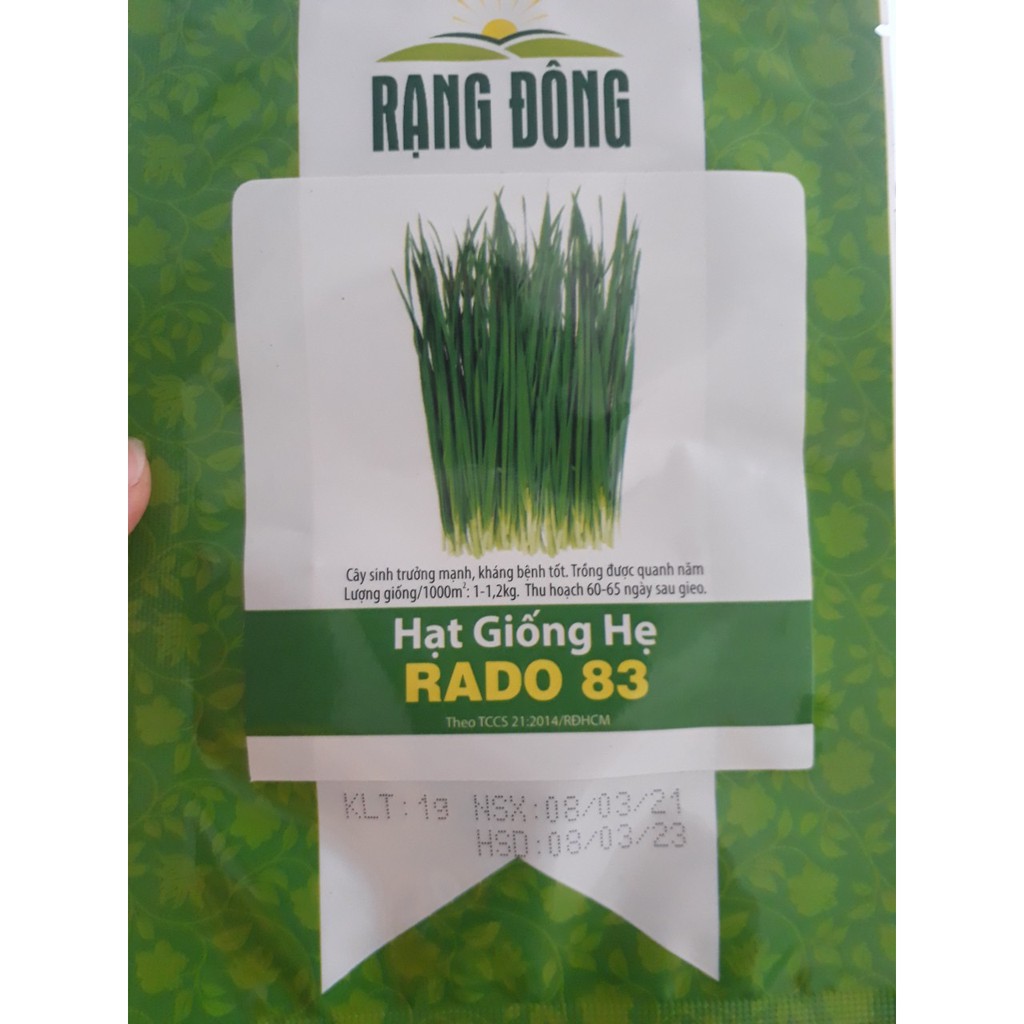 RẠNG ĐÔNG
Cây sinh trưởng mạnh, kháng bệnh tốt. Trồng được quanh năm
Lượng giống/1000m²: 1-1,2kg. Thu hoạch 60-65 ngày sau gieo.
Hạt Giống Hẹ
RADO 83
Theo TCCS 21:2014/RĐHCM
KLT:1g NSX:08/03/21
HSD:08/03/23